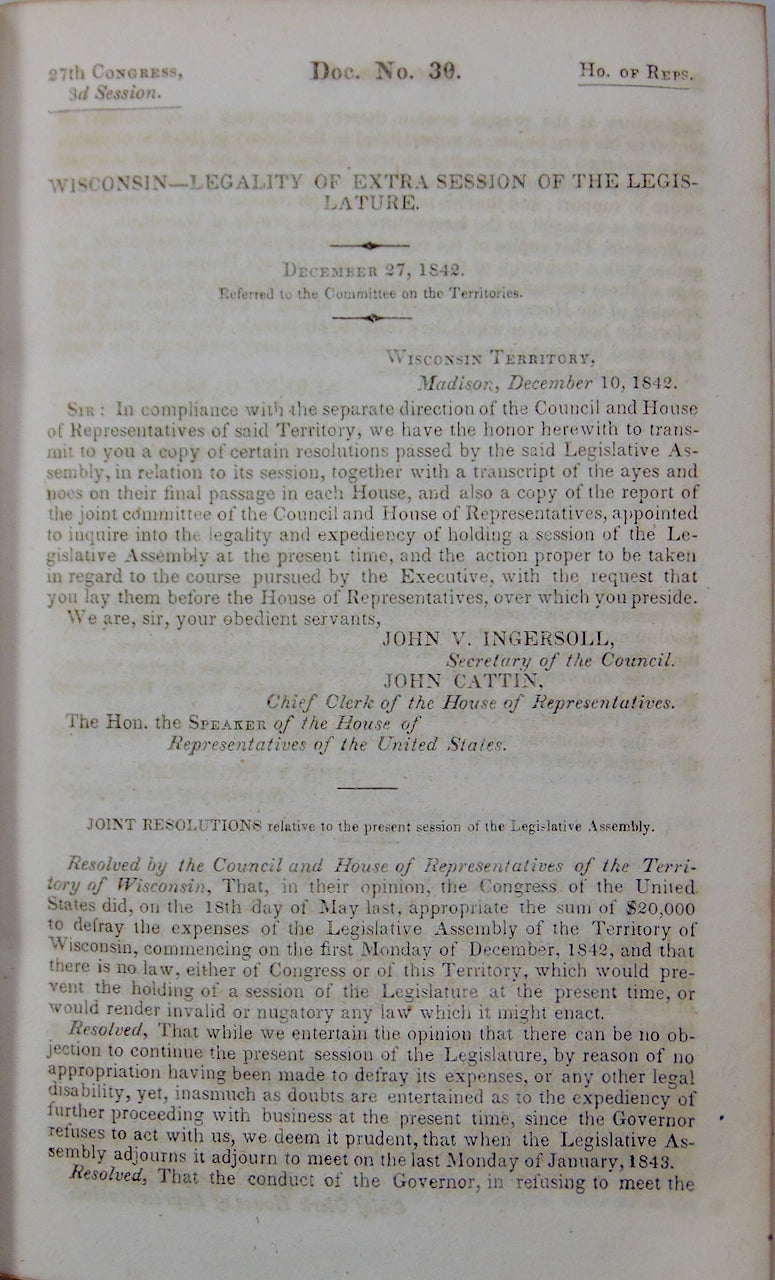 27th Congress,
3d Session.
Doc. No. 30.
Ho. of Reps.
WISCONSIN—LEGALITY OF EXTRA SESSION OF THE LEGIS-
LATURE.
December 27, 1842.
Referred to the Committee on the Territories.
Wisconsin Territory,
Madison, December 10, 1842.
Sir: In compliance with the separate direction of the Council and House
of Representatives of said Territory, we have the honor herewith to trans-
mit to you a copy of certain resolutions passed by the said Legislative As-
sembly, in relation to its session, together with a transcript of the ayes and
noes on their final passage in each House, and also a copy of the report of
the joint committee of the Council and House of Representatives, appointed
to inquire into the legality and expediency of holding a session of the Le-
gislative Assembly at the present time, and the action proper to be taken
in regard to the course pursued by the Executive, with the request that
you lay them before the House of Representatives, over which you preside.
We are, sir, your obedient servants,
JOHN V. INGERSOLL,
Secretary of the Council.
JOHN CATTIN,
Chief Clerk of the House of Representatives.
The Hon. the Speaker of the House of
Representatives of the United States.
JOINT RESOLUTIONS relative to the present session of the Legislative Assembly.
Resolved by the Council and House of Representatives of the Terri-
tory of Wisconsin, That, in their opinion, the Congress of the United
States did, on the 18th day of May last, appropriate the sum of $20,000
to defray the expenses of the Legislative Assembly of the Territory of
Wisconsin, commencing on the first Monday of December, 1842, and that
there is no law, either of Congress or of this Territory, which would pre-
vent the holding of a session of the Legislature at the present time, or
would render invalid or nugatory any law which it might enact.
Resolved, That while we entertain the opinion that there can be no ob-
jection to continue the present session of the Legislature, by reason of no
appropriation having been made to defray its expenses, or any other legal
disability, yet, inasmuch as doubts are entertained as to the expediency of
further proceeding with business at the present time, since the Governor
refuses to act with us, we deem it prudent, that when the Legislative As-
sembly adjourns it adjourn to meet on the last Monday of January, 1843.
Resolved, That the conduct of the Governor, in refusing to meet the